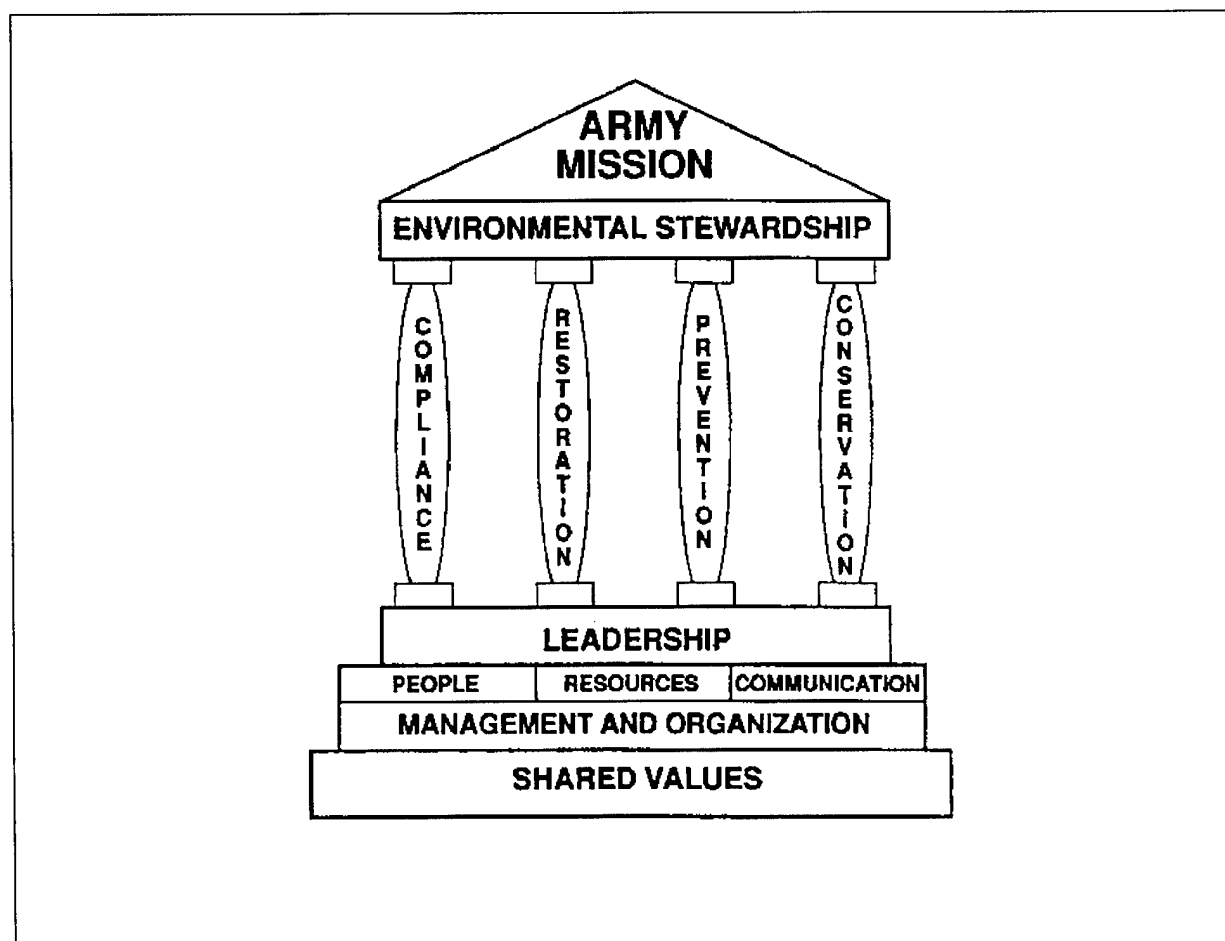 ARMY
MISSION
ENVIRONMENTAL STEWARDSHIP
COMPLIANCE
RESTORATION
PREVENTION
CONSERVATION
LEADERSHIP
PEOPLE RESOURCES COMMUNICATION
MANAGEMENT AND ORGANIZATION
SHARED VALUES